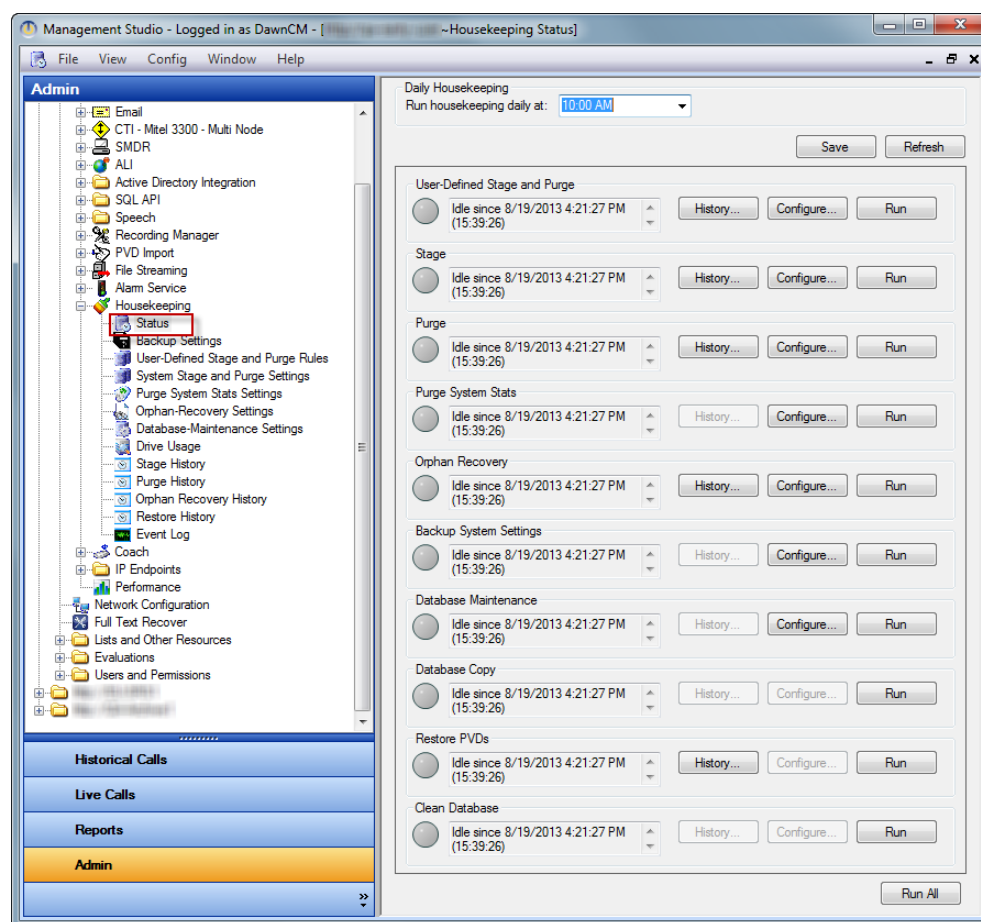 Management Studio - Logged in as DawnCM - [ ~Housekeeping Status]
File View Config Window Help
Admin
Email
CTI - Mitel 3300 - Multi Node
SMDR
ALI
Active Directory Integration
SQL API
Speech
Recording Manager
PVD Import
File Streaming
Alarm Service
Housekeeping
Status
Backup Settings
User-Defined Stage and Purge Rules
System Stage and Purge Settings
Purge System Stats Settings
Orphan-Recovery Settings
Database-Maintenance Settings
Drive Usage
Stage History
Purge History
Orphan Recovery History
Restore History
Event Log
Coach
IP Endpoints
Performance
Network Configuration
Full Text Recover
Lists and Other Resources
Evaluations
Users and Permissions
Historical Calls
Live Calls
Reports
Admin
Daily Housekeeping
Run housekeeping daily at: 10:00 AM
Save Refresh
User-Defined Stage and Purge
Idle since 8/19/2013 4:21:27 PM History... Configure... Run
(15:39:26)
Stage
Idle since 8/19/2013 4:21:27 PM History... Configure... Run
(15:39:26)
Purge
Idle since 8/19/2013 4:21:27 PM History... Configure... Run
(15:39:26)
Purge System Stats
Idle since 8/19/2013 4:21:27 PM History... Configure... Run
(15:39:26)
Orphan Recovery
Idle since 8/19/2013 4:21:27 PM History... Configure... Run
(15:39:26)
Backup System Settings
Idle since 8/19/2013 4:21:27 PM History... Configure... Run
(15:39:26)
Database Maintenance
Idle since 8/19/2013 4:21:27 PM History... Configure... Run
(15:39:26)
Database Copy
Idle since 8/19/2013 4:21:27 PM History... Configure... Run
(15:39:26)
Restore PVDs
Idle since 8/19/2013 4:21:27 PM History... Configure... Run
(15:39:26)
Clean Database
Idle since 8/19/2013 4:21:27 PM History... Configure... Run
(15:39:26)
Run All